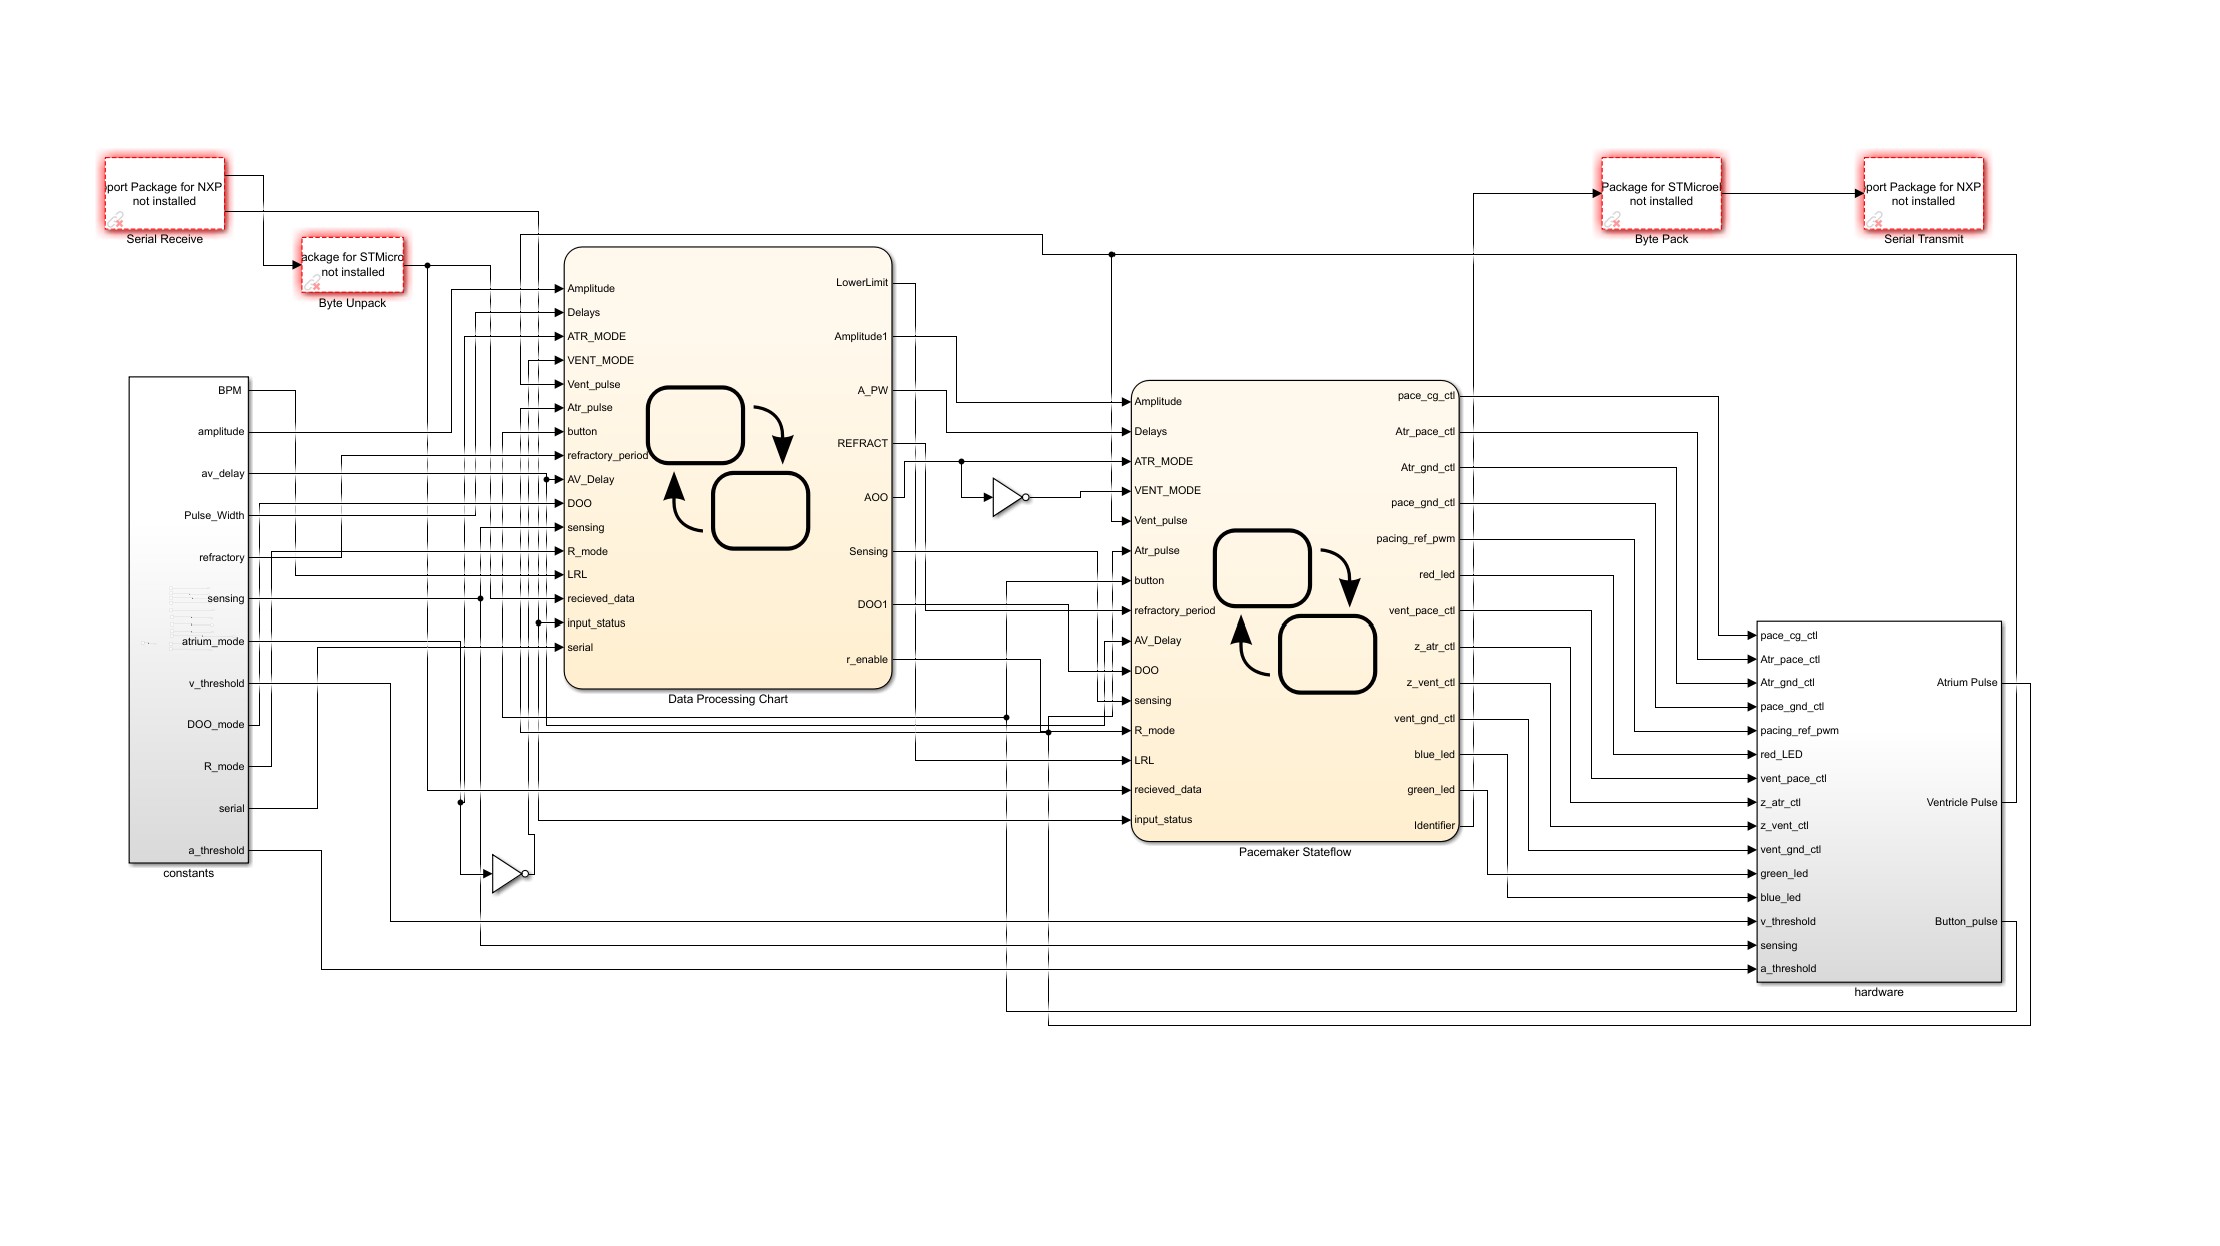 port Package for NXP
not installed
Serial Receive
ackage for STMicro
not installed
Byte Unpack
BPM
amplitude
av_delay
Pulse_Width
refractory
sensing
atrium_mode
v_threshold
DOO_mode
R_mode
serial
a_threshold
constants
Amplitude
Delays
ATR_MODE
VENT_MODE
Vent_pulse
Atr_pulse
button
refractory_period
AV_Delay
DOO
sensing
R_mode
LRL
recieved_data
input_status
serial
LowerLimit
Amplitude1
A_PW
REFRACT
AOO
Sensing
DOO1
r_enable
Data Processing Chart
Amplitude
Delays
ATR_MODE
VENT_MODE
Vent_pulse
Atr_pulse
button
refractory_period
AV_Delay
DOO
sensing
R_mode
LRL
recieved_data
input_status
pace_cg_ctl
Atr_pace_ctl
Atr_gnd_ctl
pace_gnd_ctl
pacing_ref_pwm
red_led
vent_pace_ctl
z_atr_ctl
z_vent_ctl
vent_gnd_ctl
blue_led
green_led
Identifier
Pacemaker Stateflow
Package for STMicroel
not installed
Byte Pack
port Package for NXP
not installed
Serial Transmit
pace_cg_ctl
Atr_pace_ctl
Atr_gnd_ctl
pace_gnd_ctl
pacing_ref_pwm
red_LED
vent_pace_ctl
z_atr_ctl
z_vent_ctl
vent_gnd_ctl
green_led
blue_led
v_threshold
sensing
a_threshold
Atrium Pulse
Ventricle Pulse
Button_pulse
hardware